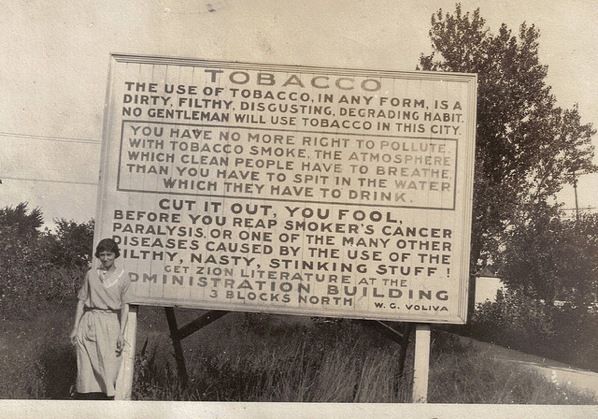 TOBACCO
THE USE OF TOBACCO, IN ANY FORM, IS A
DIRTY, FILTHY, DISGUSTING, DEGRADING HABIT.
NO GENTLEMAN WILL USE TOBACCO IN THIS CITY.
YOU HAVE NO MORE RIGHT TO POLLUTE,
WITH TOBACCO SMOKE, THE ATMOSPHERE
WHICH CLEAN PEOPLE HAVE TO BREATHE,
THAN YOU HAVE TO SPIT IN THE WATER
WHICH THEY HAVE TO DRINK.
CUT IT OUT, YOU FOOL,
BEFORE YOU REAP SMOKER'S CANCER
PARALYSIS, OR ONE OF THE MANY OTHER
DISEASES CAUSED BY THE USE OF THE
ILTHY, NASTY, STINKING STUFF!
GET ZION LITERATURE AT THE
DMINISTRATION BUILDING
3 BLOCKS NORTH
W. G. VOLIVA